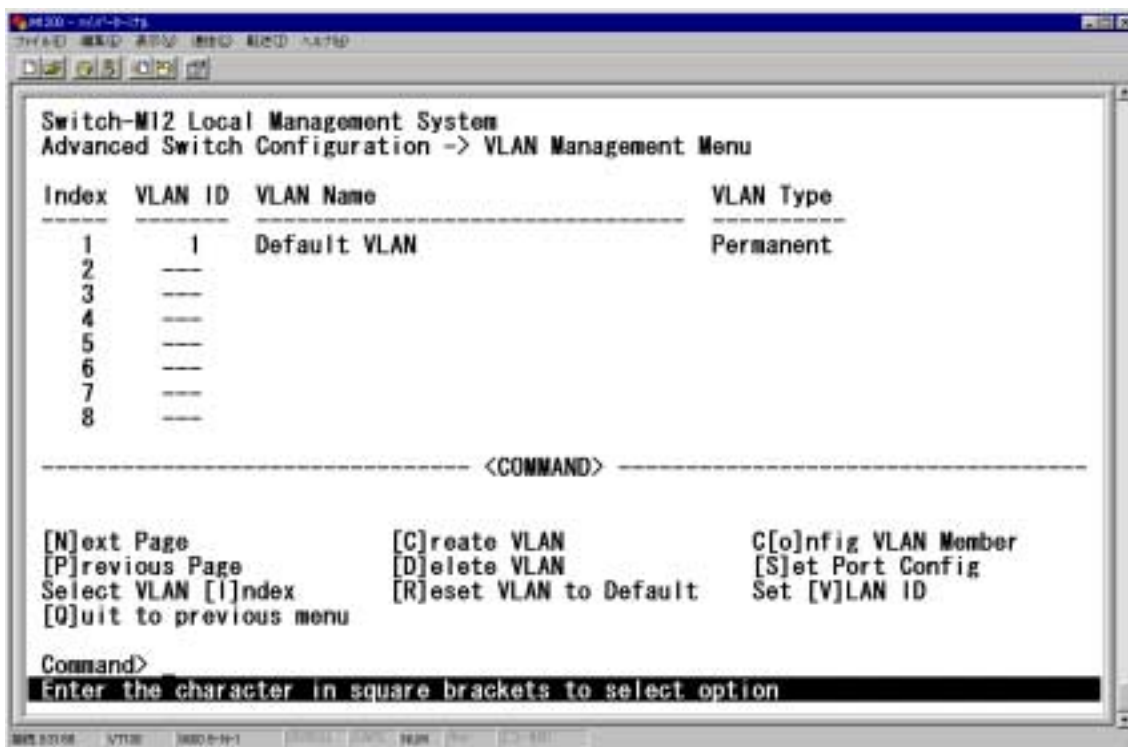 Switch-M12 Local Management System
Advanced Switch Configuration -> VLAN Management Menu
Index VLAN ID VLAN Name VLAN Type
----- ------- -------------------------------- ----------
1 1 Default VLAN Permanent
2 ---
3 ---
4 ---
5 ---
6 ---
7 ---
8 ---
-------------------------------- <COMMAND> -----------------------------------
[N]ext Page [C]reate VLAN C[o]nfig VLAN Member
[P]revious Page [D]elete VLAN [S]et Port Config
Select VLAN [I]ndex [R]eset VLAN to Default Set [V]LAN ID
[Q]uit to previous menu
Command>
Enter the character in square brackets to select option
NUM